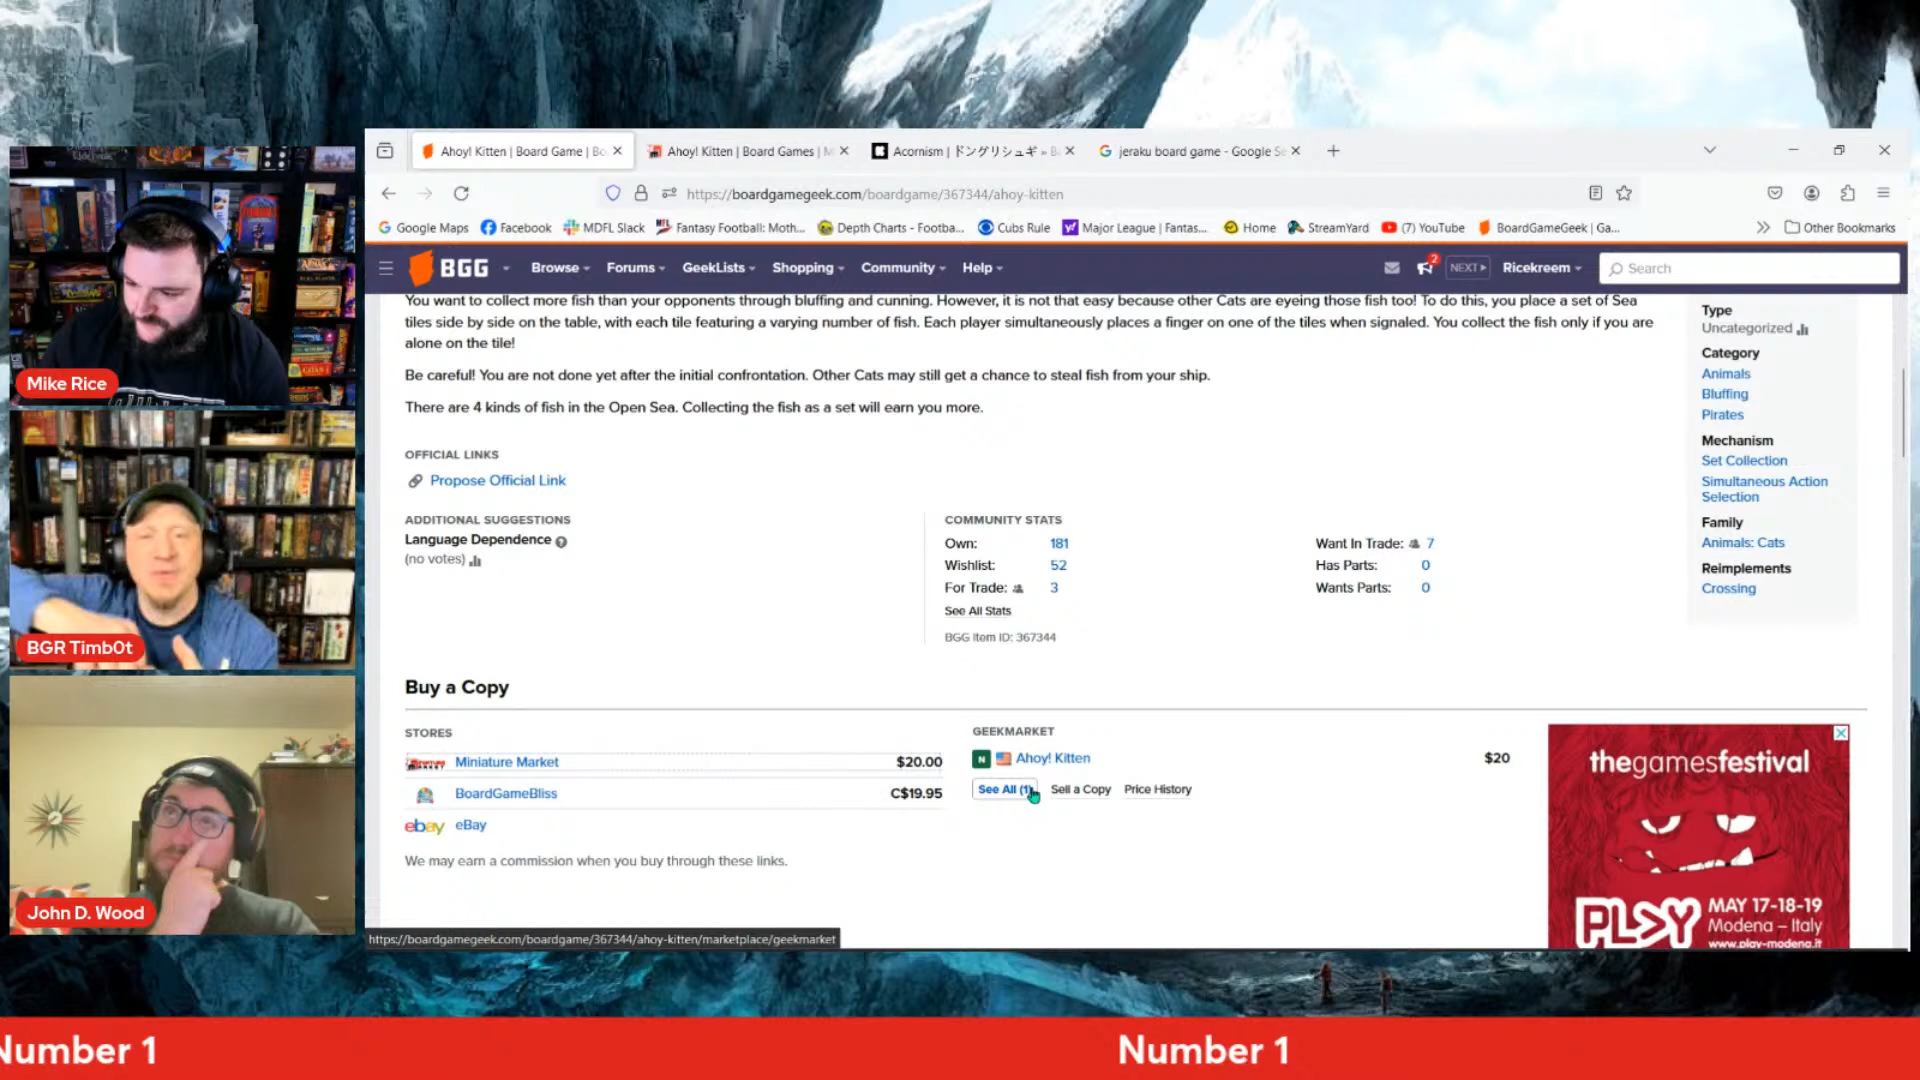 Ahoy! Kitten | Board Game | Bo
Ahoy! Kitten | Board Games | M
Acornism | ドングリシュギ » B
jeraku board game - Google Se
https://boardgamegeek.com/boardgame/367344/ahoy-kitten
Google Maps
Facebook
MDFL Slack
Fantasy Football: Moth...
Depth Charts - Footba...
Cubs Rule
Major League | Fantas...
Home
StreamYard
(7) YouTube
BoardGameGeek | Ga...
Other Bookmarks
BGG
Browse
Forums
GeekLists
Shopping
Community
Help
2
NEXT
Ricekreem
Search
You want to collect more fish than your opponents through bluffing and cunning. However, it is not that easy because other Cats are eyeing those fish too! To do this, you place a set of Sea
tiles side by side on the table, with each tile featuring a varying number of fish. Each player simultaneously places a finger on one of the tiles when signaled. You collect the fish only if you are
alone on the tile!
Be careful! You are not done yet after the initial confrontation. Other Cats may still get a chance to steal fish from your ship.
There are 4 kinds of fish in the Open Sea. Collecting the fish as a set will earn you more.
OFFICIAL LINKS
Propose Official Link
ADDITIONAL SUGGESTIONS
Language Dependence
(no votes)
COMMUNITY STATS
Own: 181
Wishlist: 52
For Trade: 3
See All Stats
BGG Item ID: 367344
Want In Trade: 7
Has Parts: 0
Wants Parts: 0
Type
Uncategorized
Category
Animals
Bluffing
Pirates
Mechanism
Set Collection
Simultaneous Action
Selection
Family
Animals: Cats
Reimplements
Crossing
Buy a Copy
STORES
Miniature Market $20.00
BoardGameBliss C$19.95
ebay eBay
We may earn a commission when you buy through these links.
GEEKMARKET
N Ahoy! Kitten $20
See All (1)
Sell a Copy
Price History
thegamesfestival
PLAY
MAY 17-18-19
Modena – Italy
www.play-modena.it
https://boardgamegeek.com/boardgame/367344/ahoy-kitten/marketplace/geekmarket
Mike Rice
BGR Timb0t
John D. Wood
Number 1
Number 1